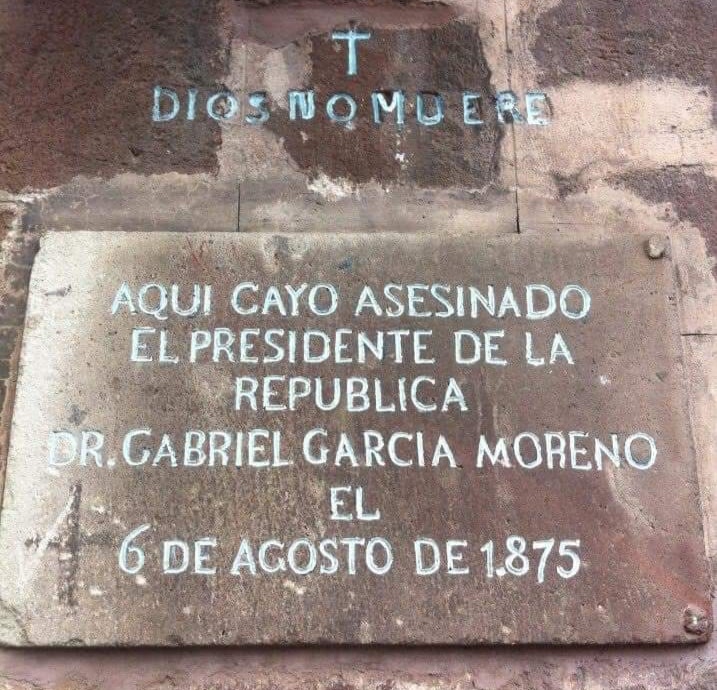 DIOS NO MUERE
AQUI CAYO ASESINADO
EL PRESIDENTE DE LA
REPUBLICA
DR. GABRIEL GARCIA MORENO
EL
6 DE AGOSTO DE 1.875